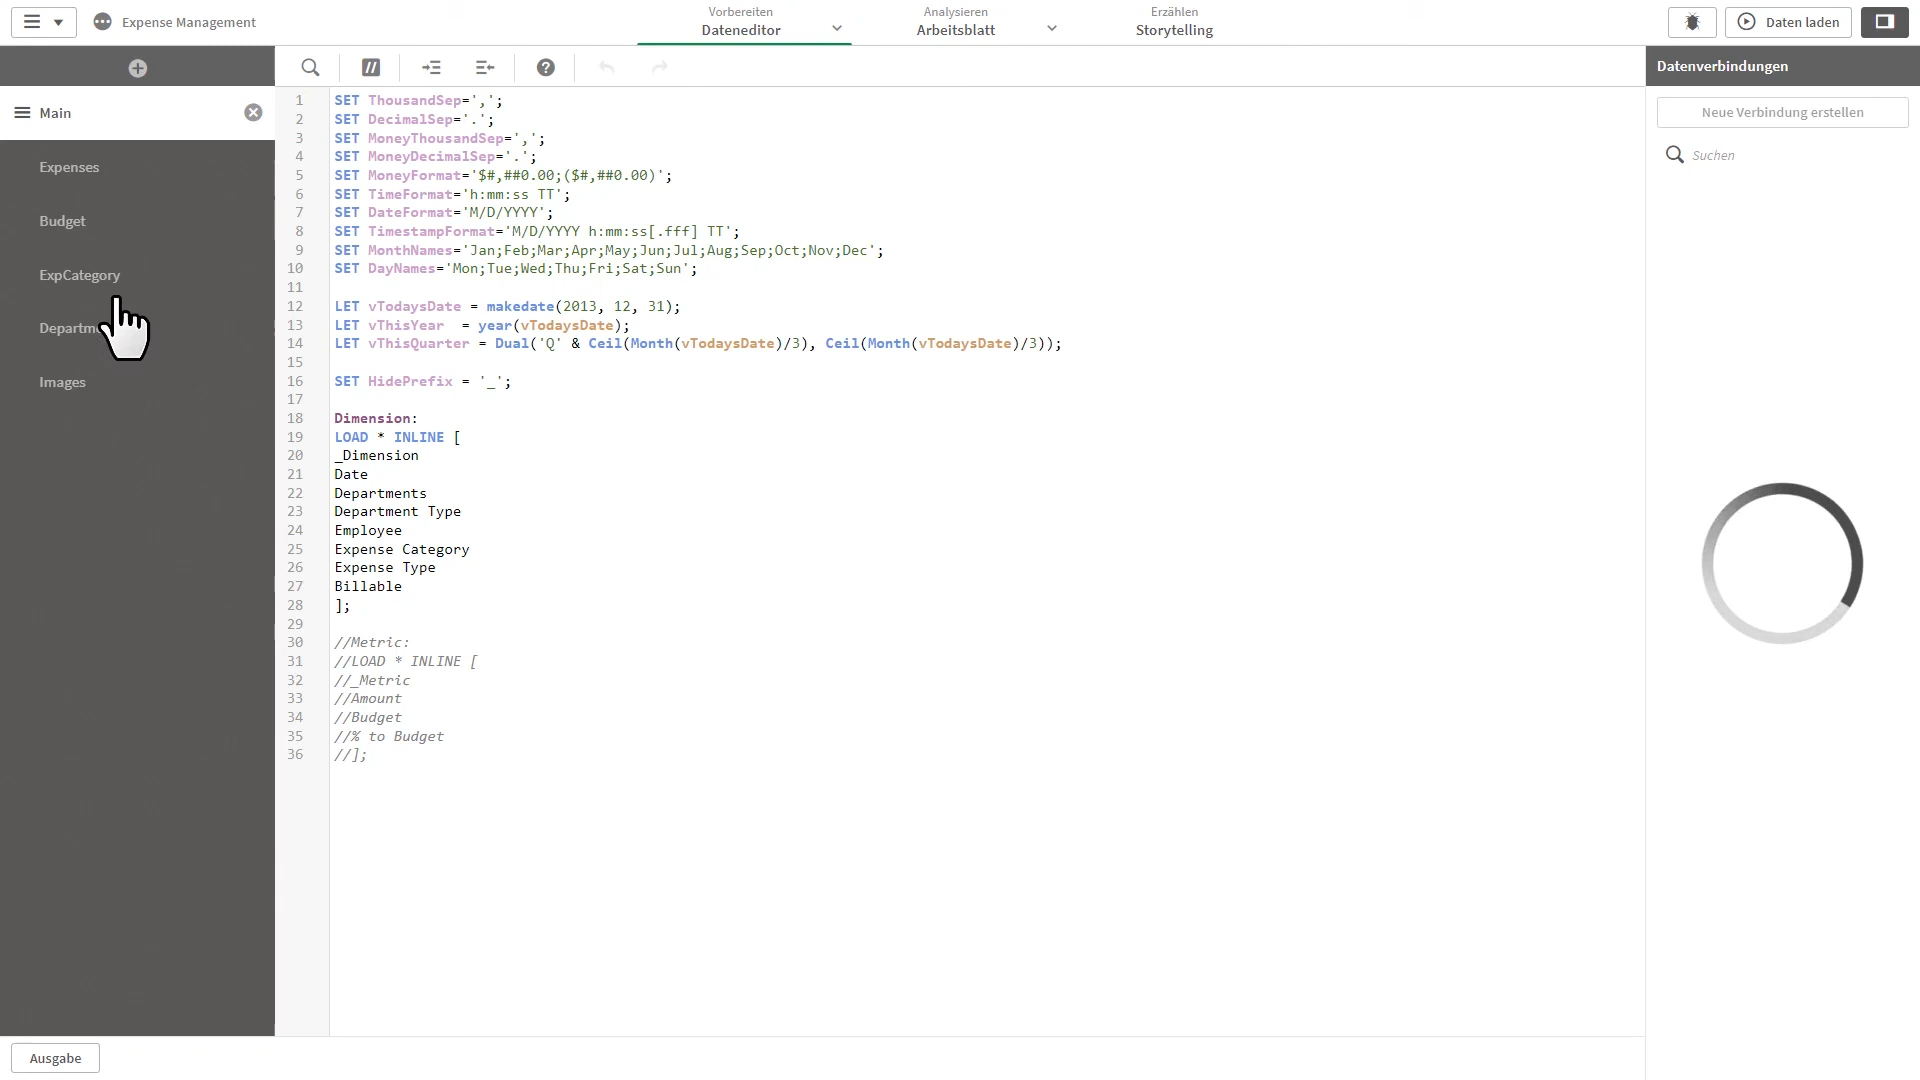 Expense Management
Vorbereiten
Dateneditor
Analysieren
Arbeitsblatt
Erzählen
Storytelling
Daten laden
Main
Expenses
Budget
ExpCategory
Images
1 SET ThousandSep=',';
2 SET DecimalSep='.';
3 SET MoneyThousandSep=',';
4 SET MoneyDecimalSep='.';
5 SET MoneyFormat='$#,##0.00;($#,##0.00)';
6 SET TimeFormat='h:mm:ss TT';
7 SET DateFormat='M/D/YYYY';
8 SET TimestampFormat='M/D/YYYY h:mm:ss[.fff] TT';
9 SET MonthNames='Jan;Feb;Mar;Apr;May;Jun;Jul;Aug;Sep;Oct;Nov;Dec';
10 SET DayNames='Mon;Tue;Wed;Thu;Fri;Sat;Sun';
11
12 LET vTodaysDate = makedate(2013, 12, 31);
13 LET vThisYear  = year(vTodaysDate);
14 LET vThisQuarter = Dual('Q' & Ceil(Month(vTodaysDate)/3), Ceil(Month(vTodaysDate)/3));
15
16 SET HidePrefix = '_';
17
18 Dimension:
19 LOAD * INLINE [
20 _Dimension
21 Date
22 Departments
23 Department Type
24 Employee
25 Expense Category
26 Expense Type
27 Billable
28 ];
29
30 //Metric:
31 //LOAD * INLINE [
32 //_Metric
33 //Amount
34 //Budget
35 //% to Budget
36 //];
Datenverbindungen
Neue Verbindung erstellen
Suchen
Ausgabe